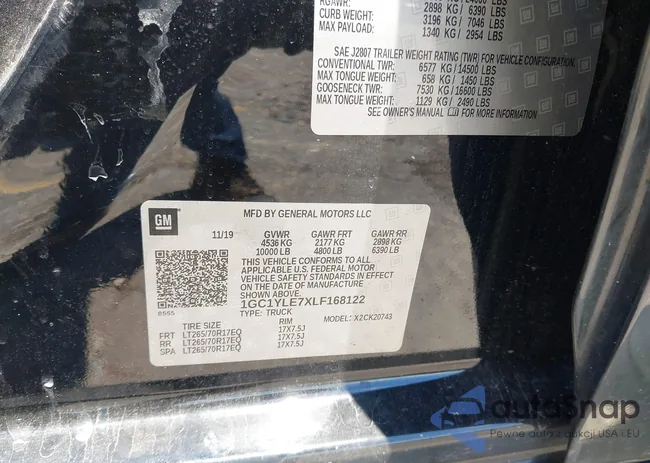 RGAWR:
2898 KG / 6390 LBS
CURB WEIGHT: 3196 KG / 7046 LBS
MAX PAYLOAD: 1340 KG / 2954 LBS
SAE J2807 TRAILER WEIGHT RATING (TWR) FOR VEHICLE CONFIGURATION.
CONVENTIONAL TWR: 6577 KG / 14500 LBS
MAX TONGUE WEIGHT: 658 KG / 1450 LBS
GOOSENECK TWR: 7530 KG / 16600 LBS
MAX TONGUE WEIGHT: 1129 KG / 2490 LBS
SEE OWNER'S MANUAL FOR MORE INFORMATION
GM
MFD BY GENERAL MOTORS LLC
11/19 GVWR GAWR FRT GAWR RR
4536 KG 2177 KG 2898 KG
10000 LB 4800 LB 6390 LB
THIS VEHICLE CONFORMS TO ALL
APPLICABLE U.S. FEDERAL MOTOR
VEHICLE SAFETY STANDARDS IN EFFECT
ON THE DATE OF MANUFACTURE
SHOWN ABOVE.
1GC1YLE7XLF168122
8555 TYPE: TRUCK MODEL: X2CK20743
TIRE SIZE RIM
FRT LT265/70R17EQ 17X7.5J
RR LT265/70R17EQ 17X7.5J
SPA LT265/70R17EQ 17X7.5J
autoSnap
Pewne auta z aukcji USA i EU